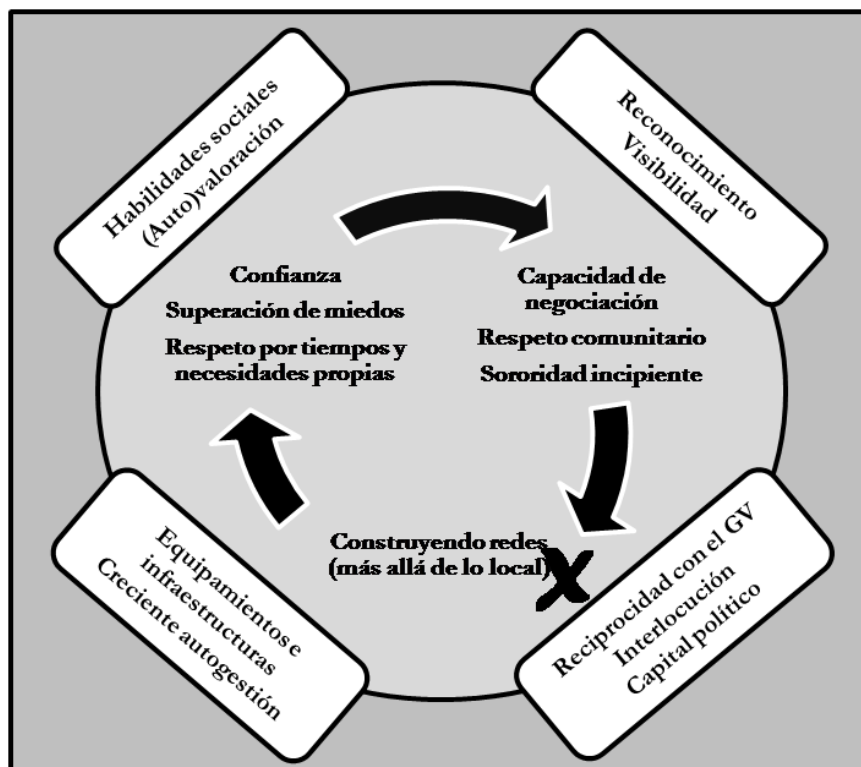 Habilidades sociales
(Auto)valoración
Reconocimiento
Visibilidad
Confianza
Superación de miedos
Respeto por tiempos y
necesidades propias
Capacidad de
negociación
Respeto comunitario
Sororidad incipiente
Construyendo redes
(más allá de lo local)
X
Equipamientos e
infraestructuras
Creciente autogestión
Reciprocidad con el GV
Interlocución
Capital político